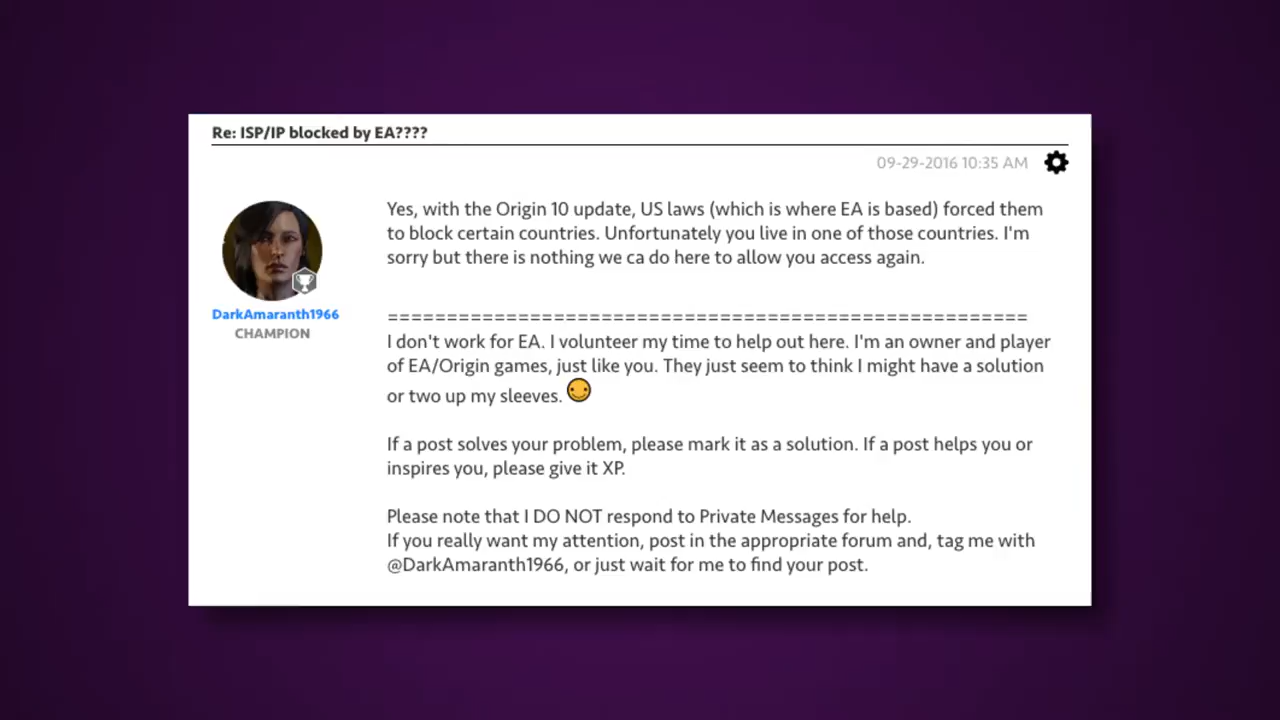 Re: ISP/IP blocked by EA????
09-29-2016 10:35 AM
DarkAmaranth1966
CHAMPION
Yes, with the Origin 10 update, US laws (which is where EA is based) forced them
to block certain countries. Unfortunately you live in one of those countries. I'm
sorry but there is nothing we ca do here to allow you access again.
======================================================
I don't work for EA. I volunteer my time to help out here. I'm an owner and player
of EA/Origin games, just like you. They just seem to think I might have a solution
or two up my sleeves.
If a post solves your problem, please mark it as a solution. If a post helps you or
inspires you, please give it XP.
Please note that I DO NOT respond to Private Messages for help.
If you really want my attention, post in the appropriate forum and, tag me with
@DarkAmaranth1966, or just wait for me to find your post.